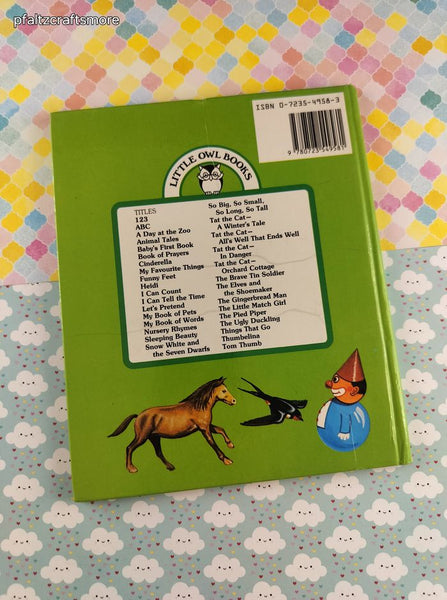 pfaltzcraftsmore
ISBN 0-7235-4958-3
9 780723 549581
LITTLE OWL BOOKS
TITLES
123
ABC
A Day at the Zoo
Animal Tales
Baby's First Book
Book of Prayers
Cinderella
My Favourite Things
Funny Feet
Heidi
I Can Count
I Can Tell the Time
Let's Pretend
My Book of Pets
My Book of Words
Nursery Rhymes
Sleeping Beauty
Snow White and
the Seven Dwarfs
So Big, So Small,
So Long, So Tall
Tat the Cat—
A Winter's Tale
Tat the Cat—
All's Well That Ends Well
Tat the Cat—
In Danger
Tat the Cat—
Orchard Cottage
The Brave Tin Soldier
The Elves and
the Shoemaker
The Gingerbread Man
The Little Match Girl
The Pied Piper
The Ugly Duckling
Things That Go
Thumbelina
Tom Thumb